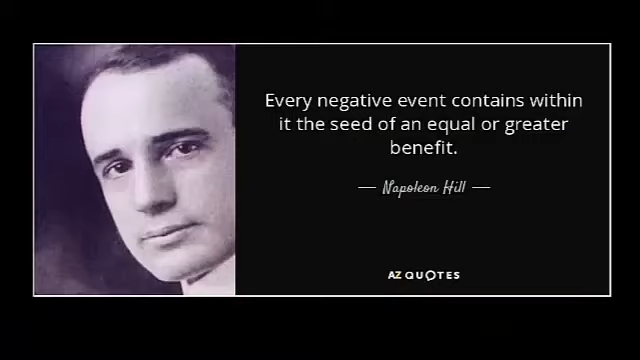 Every negative event contains within
it the seed of an equal or greater
benefit.
— Napoleon Hill —
AZ QUOTES